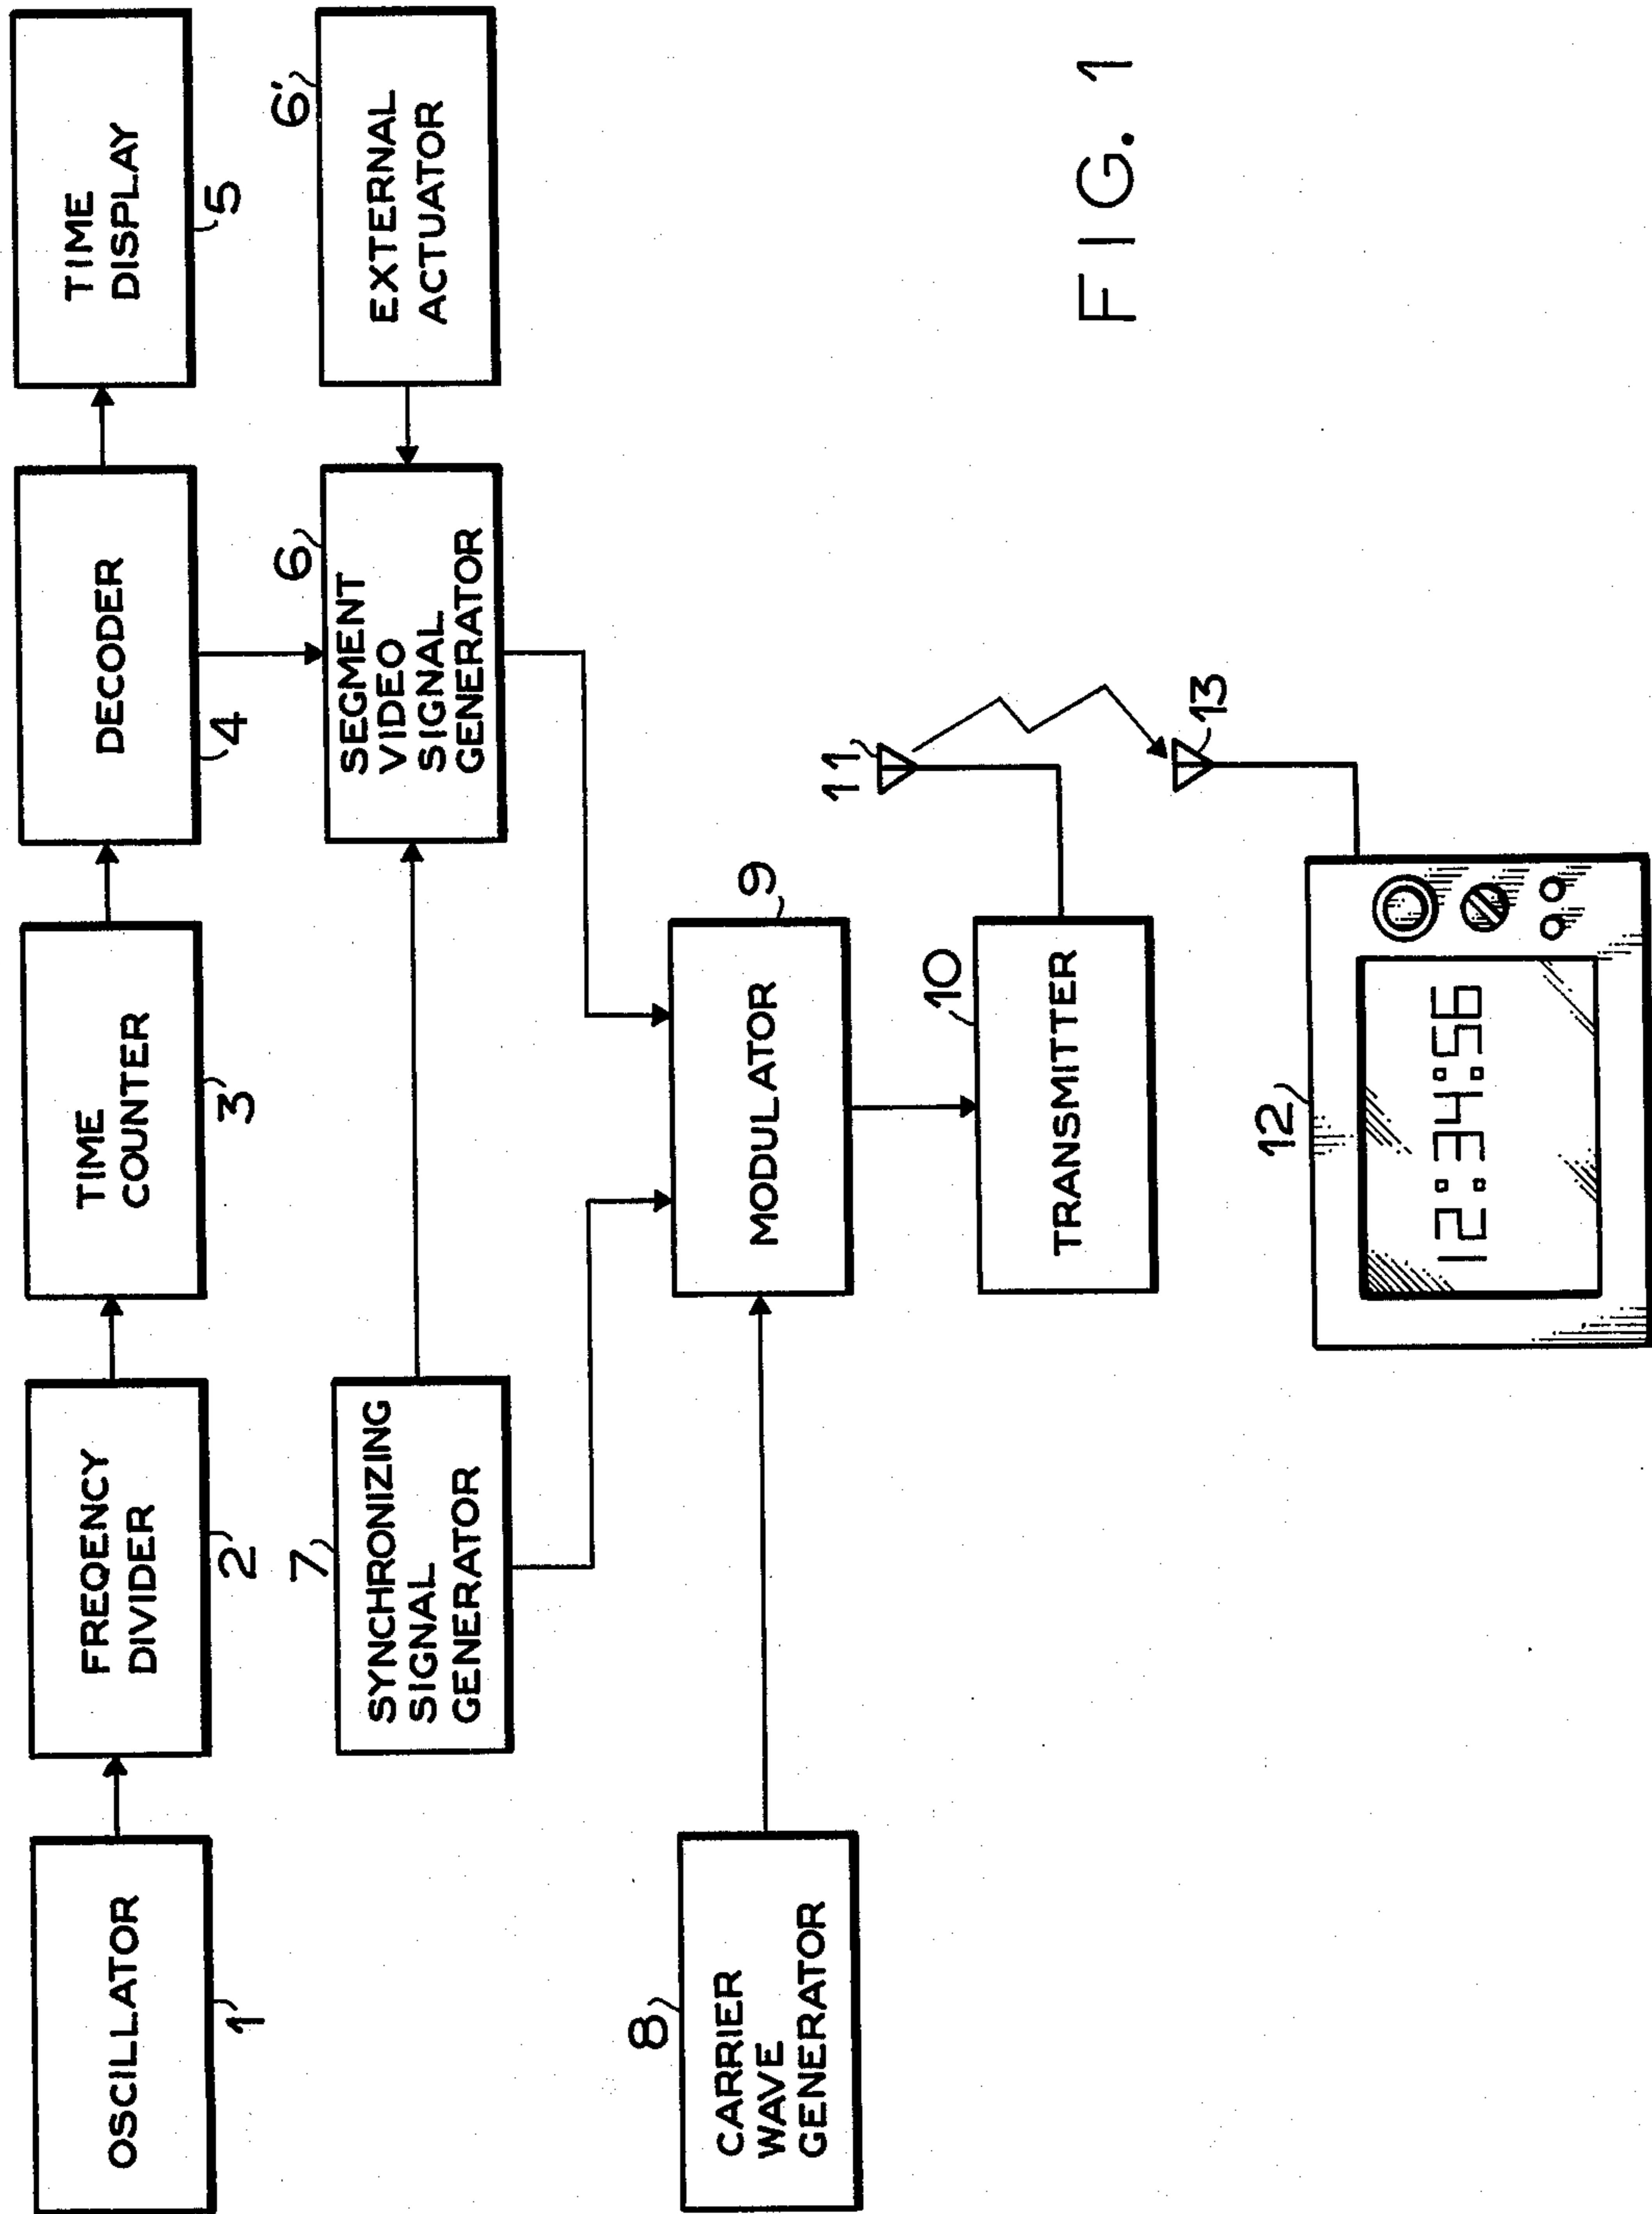 OSCILLATOR
1
FREQENCY
DIVIDER
2
TIME
COUNTER
3
DECODER
4
TIME
DISPLAY
5
7
SYNCHRONIZING
SIGNAL
GENERATOR
6
SEGMENT
VIDEO
SIGNAL
GENERATOR
6'
EXTERNAL
ACTUATOR
8
CARRIER
WAVE
GENERATOR
9
MODULATOR
10
TRANSMITTER
11
13
12
12:34:56
FIG. 1